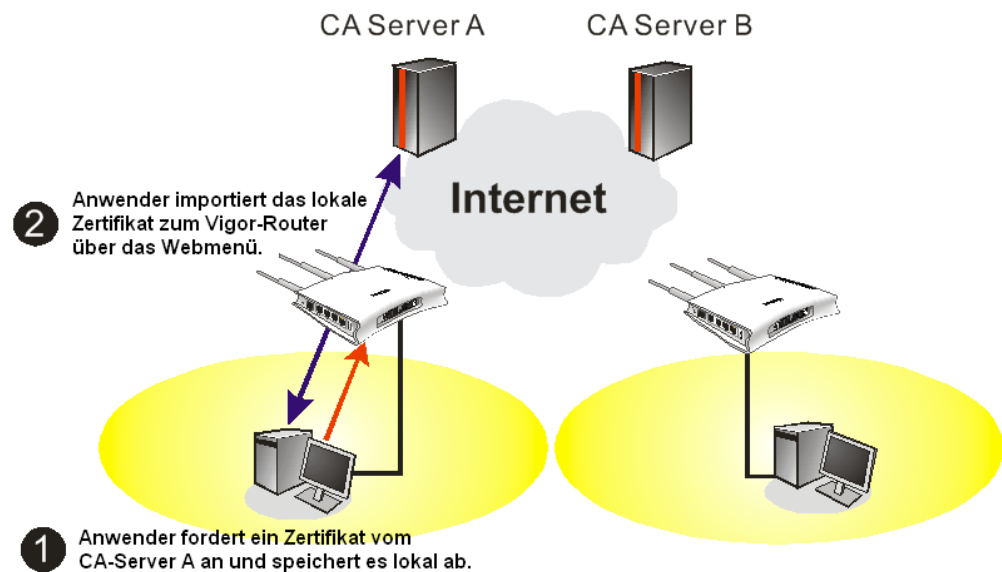 CA Server A
CA Server B
Internet
2
Anwender importiert das lokale
Zertifikat zum Vigor-Router
über das Webmenü.
1
Anwender fordert ein Zertifikat vom
CA-Server A an und speichert es lokal ab.